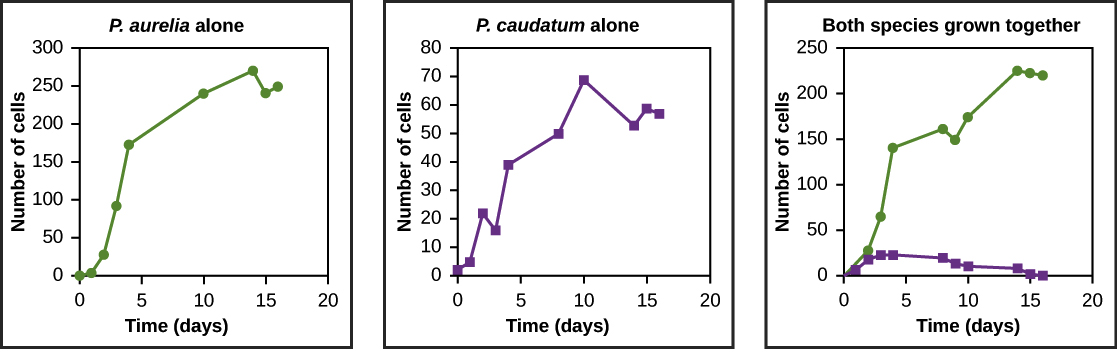 P. aurelia alone
300
250
200
150
100
50
0
Number of cells
0 5 10 15 20
Time (days)
P. caudatum alone
80
70
60
50
40
30
20
10
0
Number of cells
0 5 10 15 20
Time (days)
Both species grown together
250
200
150
100
50
0
Number of cells
0 5 10 15 20
Time (days)